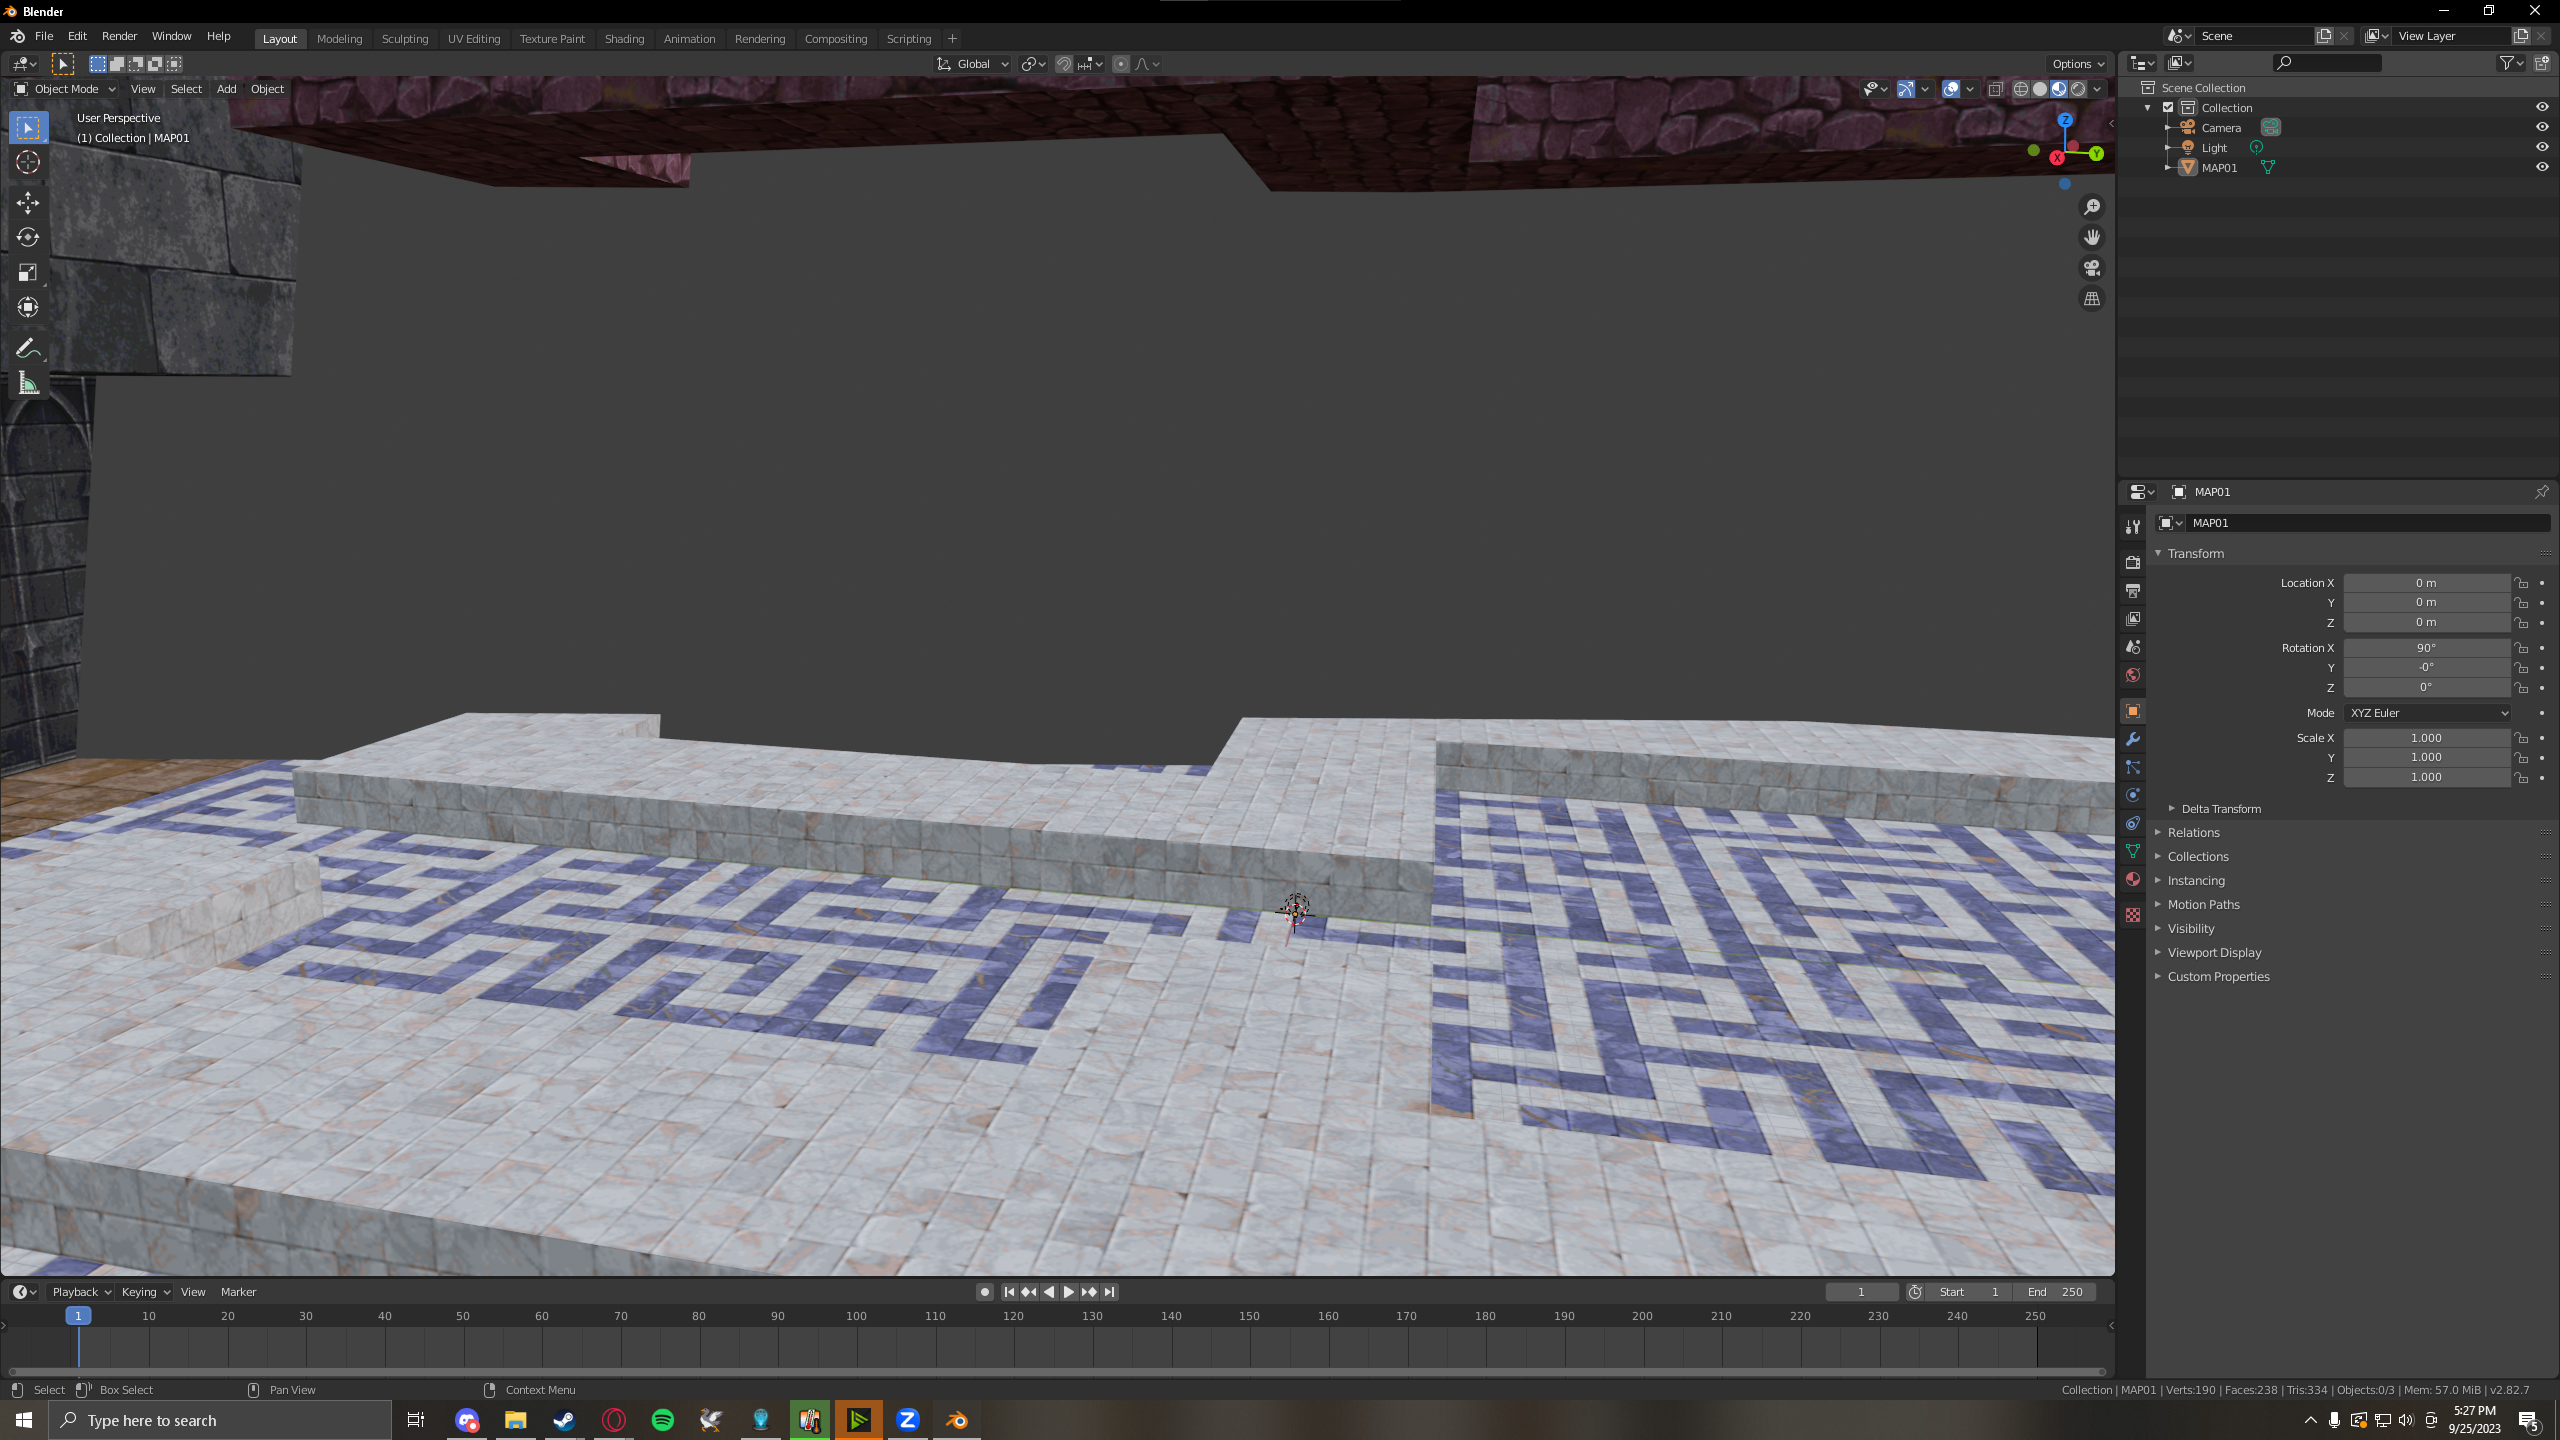 Blender
File Edit Render Window Help Layout Modeling Sculpting UV Editing Texture Paint Shading Animation Rendering Compositing Scripting + Scene View Layer
Global Options
Object Mode View Select Add Object
User Perspective
(1) Collection | MAP01
Z
X
Y
Scene Collection
Collection
Camera
Light
MAP01
MAP01
MAP01
Transform
Location X 0 m
Y 0 m
Z 0 m
Rotation X 90°
Y -0°
Z 0°
Mode XYZ Euler
Scale X 1.000
Y 1.000
Z 1.000
Delta Transform
Relations
Collections
Instancing
Motion Paths
Visibility
Viewport Display
Custom Properties
Playback Keying View Marker 1 Start 1 End 250
1 10 20 30 40 50 60 70 80 90 100 110 120 130 140 150 160 170 180 190 200 210 220 230 240 250
Select Box Select Pan View Context Menu Collection | MAP01 | Verts:190 | Faces:238 | Tris:334 | Objects:0/3 | Mem: 57.0 MiB | v2.82.7
Type here to search
5:27 PM
9/25/2023
5